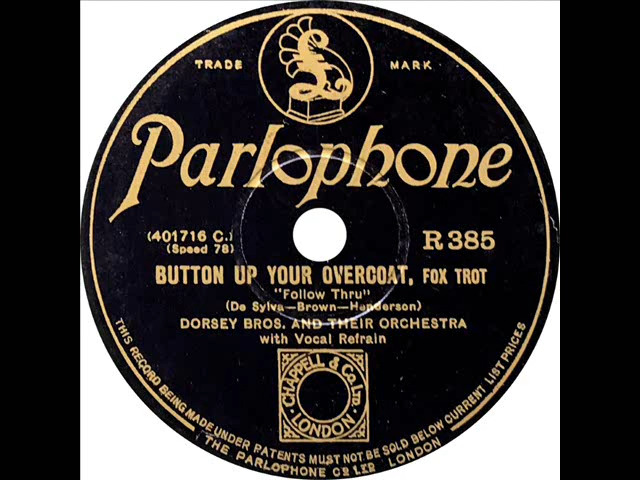 TRADE MARK
Parlophone
(401716 C.)
(Speed 78)
R 385
BUTTON UP YOUR OVERCOAT, FOX TROT
"Follow Thru"
(De Sylva—Brown—Henderson)
DORSEY BROS. AND THEIR ORCHESTRA
with Vocal Refrain
CHAPPELL & Co Ltd.
LONDON
THIS RECORD BEING MADE UNDER PATENTS MUST NOT BE SOLD BELOW CURRENT LIST PRICES
THE PARLOPHONE Co LTD LONDON